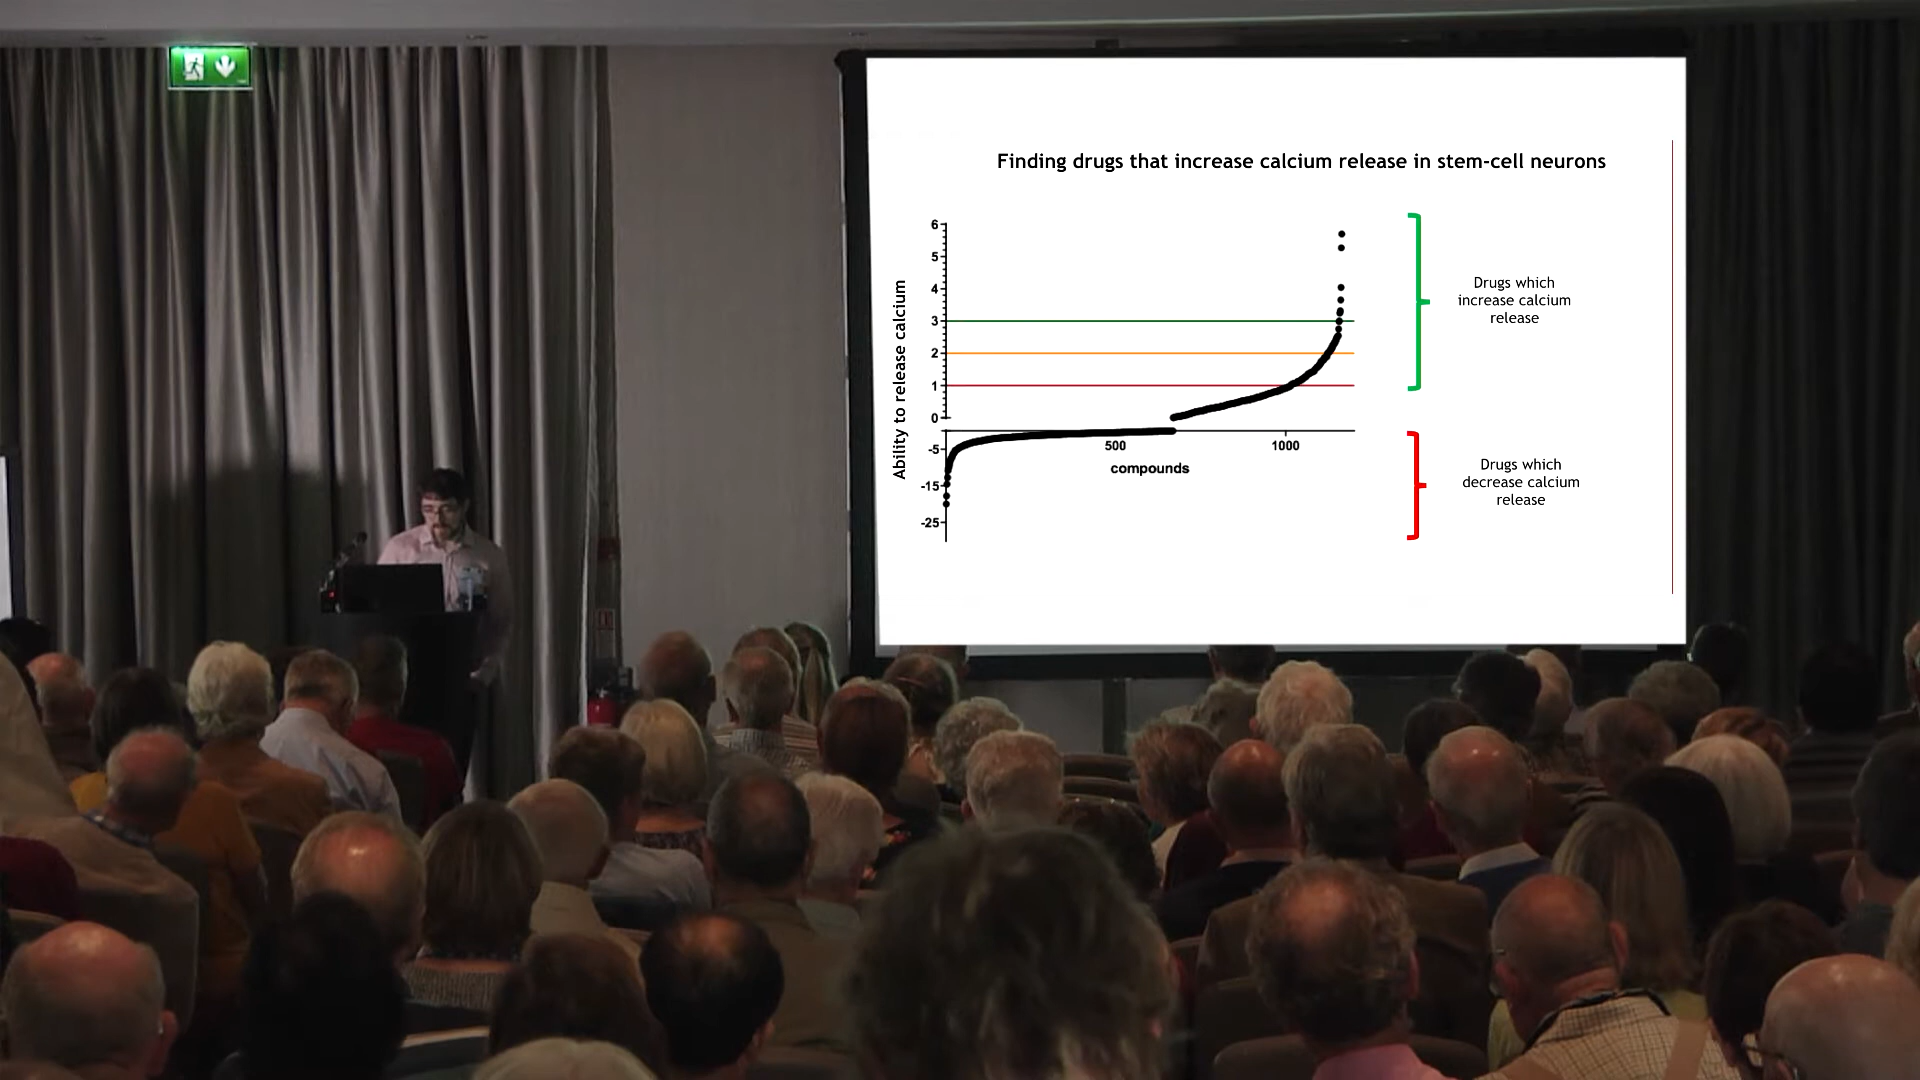 Finding drugs that increase calcium release in stem-cell neurons
Ability to release calcium
6
5
4
3
2
1
0
-5
-15
-25
500
1000
compounds
Drugs which
increase calcium
release
Drugs which
decrease calcium
release